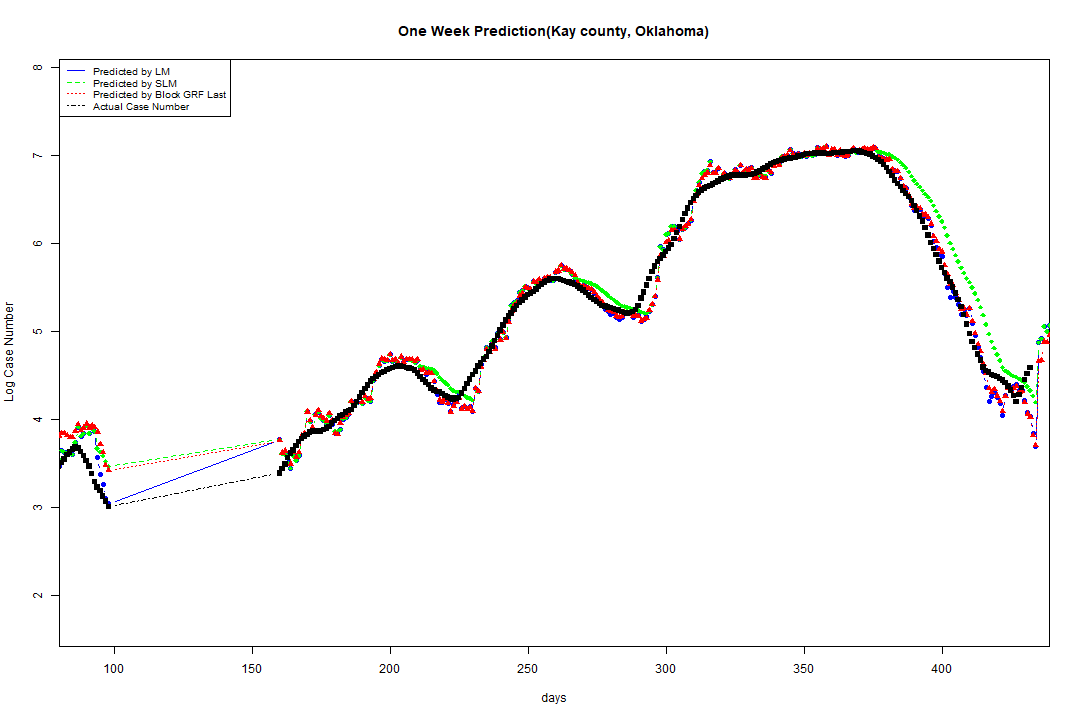 One Week Prediction(Kay county, Oklahoma)
Predicted by LM
Predicted by SLM
Predicted by Block GRF Last
Actual Case Number
8
7
6
5
4
3
2
Log Case Number
100 150 200 250 300 350 400
days